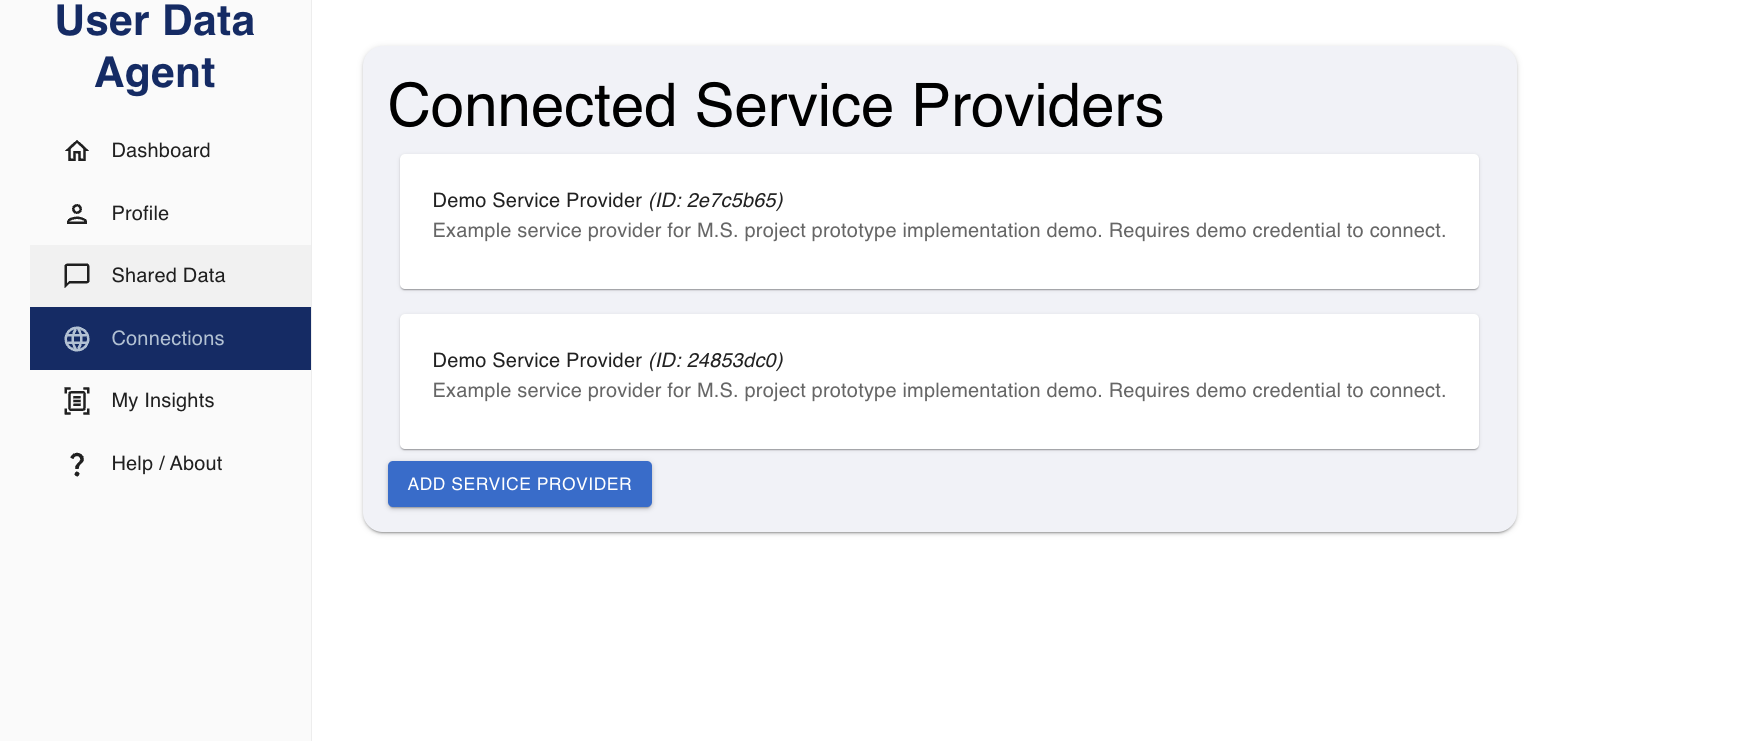 User Data
Agent
Dashboard
Profile
Shared Data
Connections
My Insights
Help / About
Connected Service Providers
Demo Service Provider (ID: 2e7c5b65)
Example service provider for M.S. project prototype implementation demo. Requires demo credential to connect.
Demo Service Provider (ID: 24853dc0)
Example service provider for M.S. project prototype implementation demo. Requires demo credential to connect.
ADD SERVICE PROVIDER